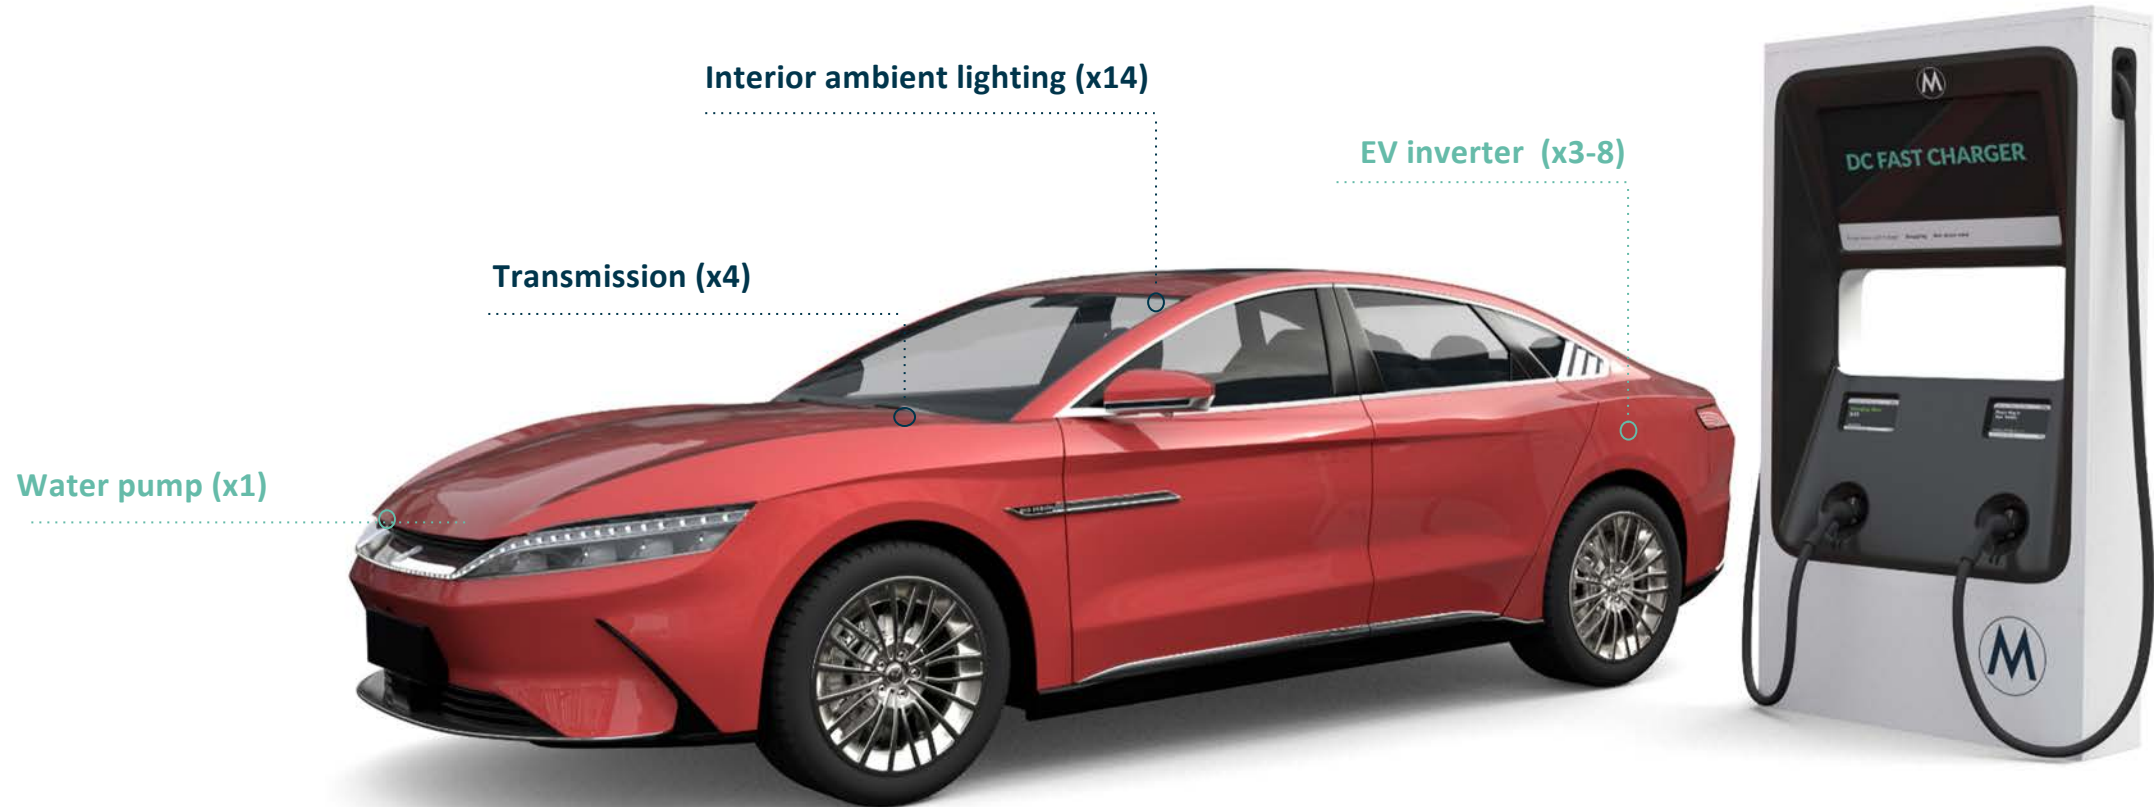 Interior ambient lighting (x14)
EV inverter (x3-8)
Transmission (x4)
Water pump (x1)
M
DC FAST CHARGER
M